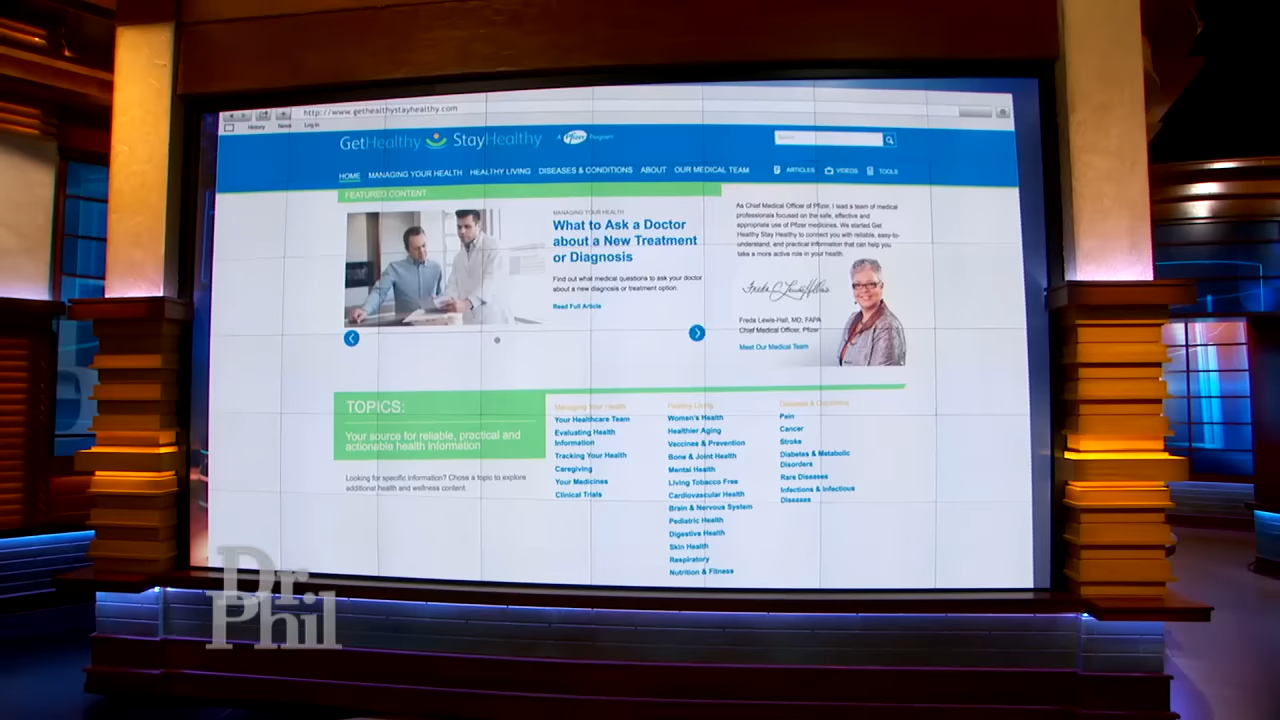 http://www.gethealthystayhealthy.com
History News Log in
GetHealthy StayHealthy A Pfizer Program
Search
HOME MANAGING YOUR HEALTH HEALTHY LIVING DISEASES & CONDITIONS ABOUT OUR MEDICAL TEAM ARTICLES VIDEOS TOOLS
FEATURED CONTENT
MANAGING YOUR HEALTH
What to Ask a Doctor
about a New Treatment
or Diagnosis
Find out what medical questions to ask your doctor
about a new diagnosis or treatment option.
Read Full Article
As Chief Medical Officer of Pfizer, I lead a team of medical
professionals focused on the safe, effective and
appropriate use of Pfizer medicines. We started Get
Healthy Stay Healthy to connect you with reliable, easy-to-
understand, and practical information that can help you
take a more active role in your health.
Freda Lewis-Hall, MD, FAPA
Chief Medical Officer, Pfizer
Meet Our Medical Team
TOPICS:
Your source for reliable, practical and
actionable health information
Looking for specific information? Chose a topic to explore
additional health and wellness content.
Managing Your Health
Your Healthcare Team
Evaluating Health
Information
Tracking Your Health
Caregiving
Your Medicines
Clinical Trials
Healthy Living
Women's Health
Healthier Aging
Vaccines & Prevention
Bone & Joint Health
Mental Health
Living Tobacco Free
Cardiovascular Health
Brain & Nervous System
Pediatric Health
Digestive Health
Skin Health
Respiratory
Nutrition & Fitness
Diseases & Conditions
Pain
Cancer
Stroke
Diabetes & Metabolic
Disorders
Rare Diseases
Infections & Infectious
Diseases
Dr.
Phil